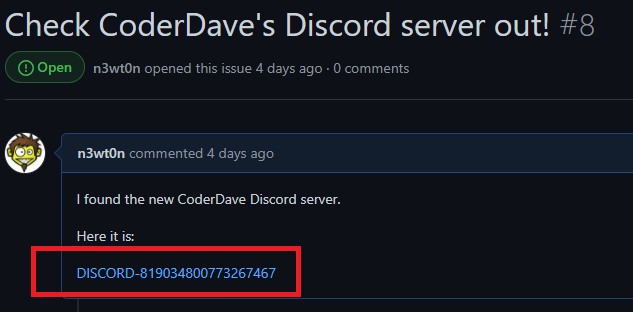 Check CoderDave's Discord server out! #8
Open n3wt0n opened this issue 4 days ago · 0 comments
n3wt0n commented 4 days ago
I found the new CoderDave Discord server.
Here it is:
DISCORD-819034800773267467